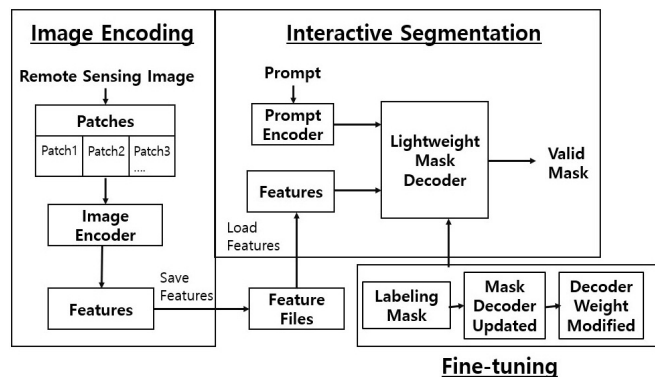 Image Encoding
Remote Sensing Image
Patches
Patch1 Patch2 Patch3
....
Image
Encoder
Features
Save
Features
Feature
Files
Load
Features
Interactive Segmentation
Prompt
Prompt
Encoder
Features
Lightweight
Mask
Decoder
Valid
Mask
Labeling
Mask
Mask
Decoder
Updated
Decoder
Weight
Modified
Fine-tuning